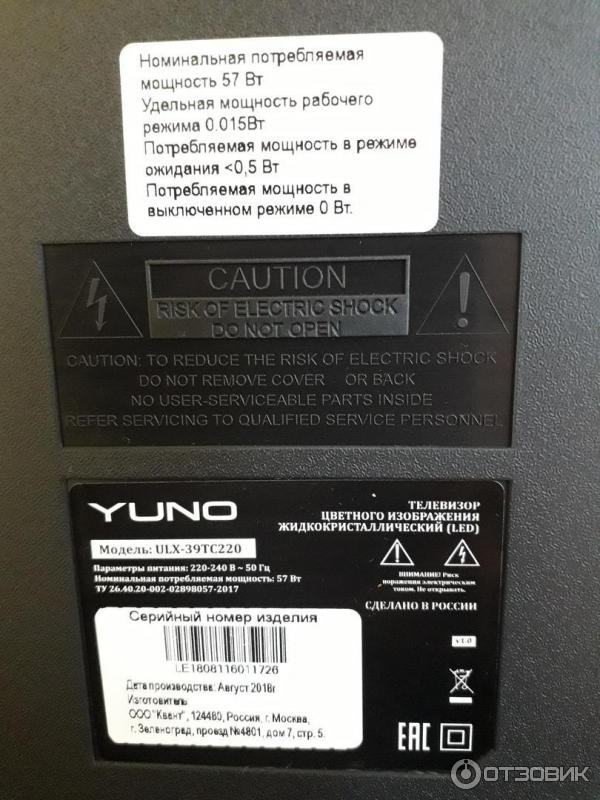 Номинальная потребляемая
мощность 57 Вт
Удельная мощность рабочего
режима 0.015Вт
Потребляемая мощность в режиме
ожидания <0,5 Вт
Потребляемая мощность в
выключенном режиме 0 Вт.
CAUTION
RISK OF ELECTRIC SHOCK
DO NOT OPEN
CAUTION: TO REDUCE THE RISK OF ELECTRIC SHOCK
DO NOT REMOVE COVER OR BACK
NO USER-SERVICEABLE PARTS INSIDE
REFER SERVICING TO QUALIFIED SERVICE PERSONNEL
YUNO
Модель: ULX-39TC220
Параметры питания: 220-240 В ~ 50 Гц
Номинальная потребляемая мощность: 57 Вт
ТУ 26.40.20-002-02898057-2017
ТЕЛЕВИЗОР
ЦВЕТНОГО ИЗОБРАЖЕНИЯ
ЖИДКОКРИСТАЛЛИЧЕСКИЙ (LED)
ВНИМАНИЕ! Риск
поражения электрическим
током. Не открывать.
СДЕЛАНО В РОССИИ
v1.0
Серийный номер изделия
LE1808116011726
Дата производства: Август 2018г
Изготовитель
ООО "Квант", 124460, Россия, г. Москва,
г. Зеленоград, проезд №4801, дом 7, стр. 5.
EAC
ОТЗОВИК